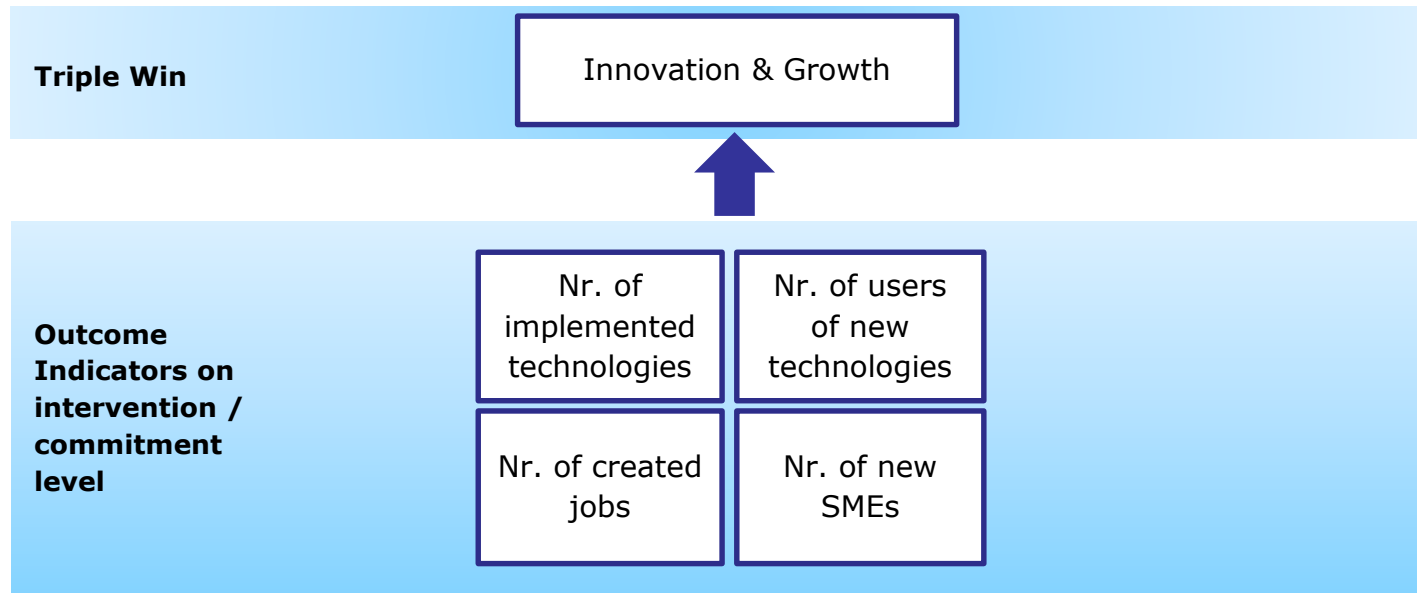 Triple Win
Innovation & Growth
Outcome
Indicators on
intervention /
commitment
level
Nr. of
implemented
technologies
Nr. of users
of new
technologies
Nr. of created
jobs
Nr. of new
SMEs